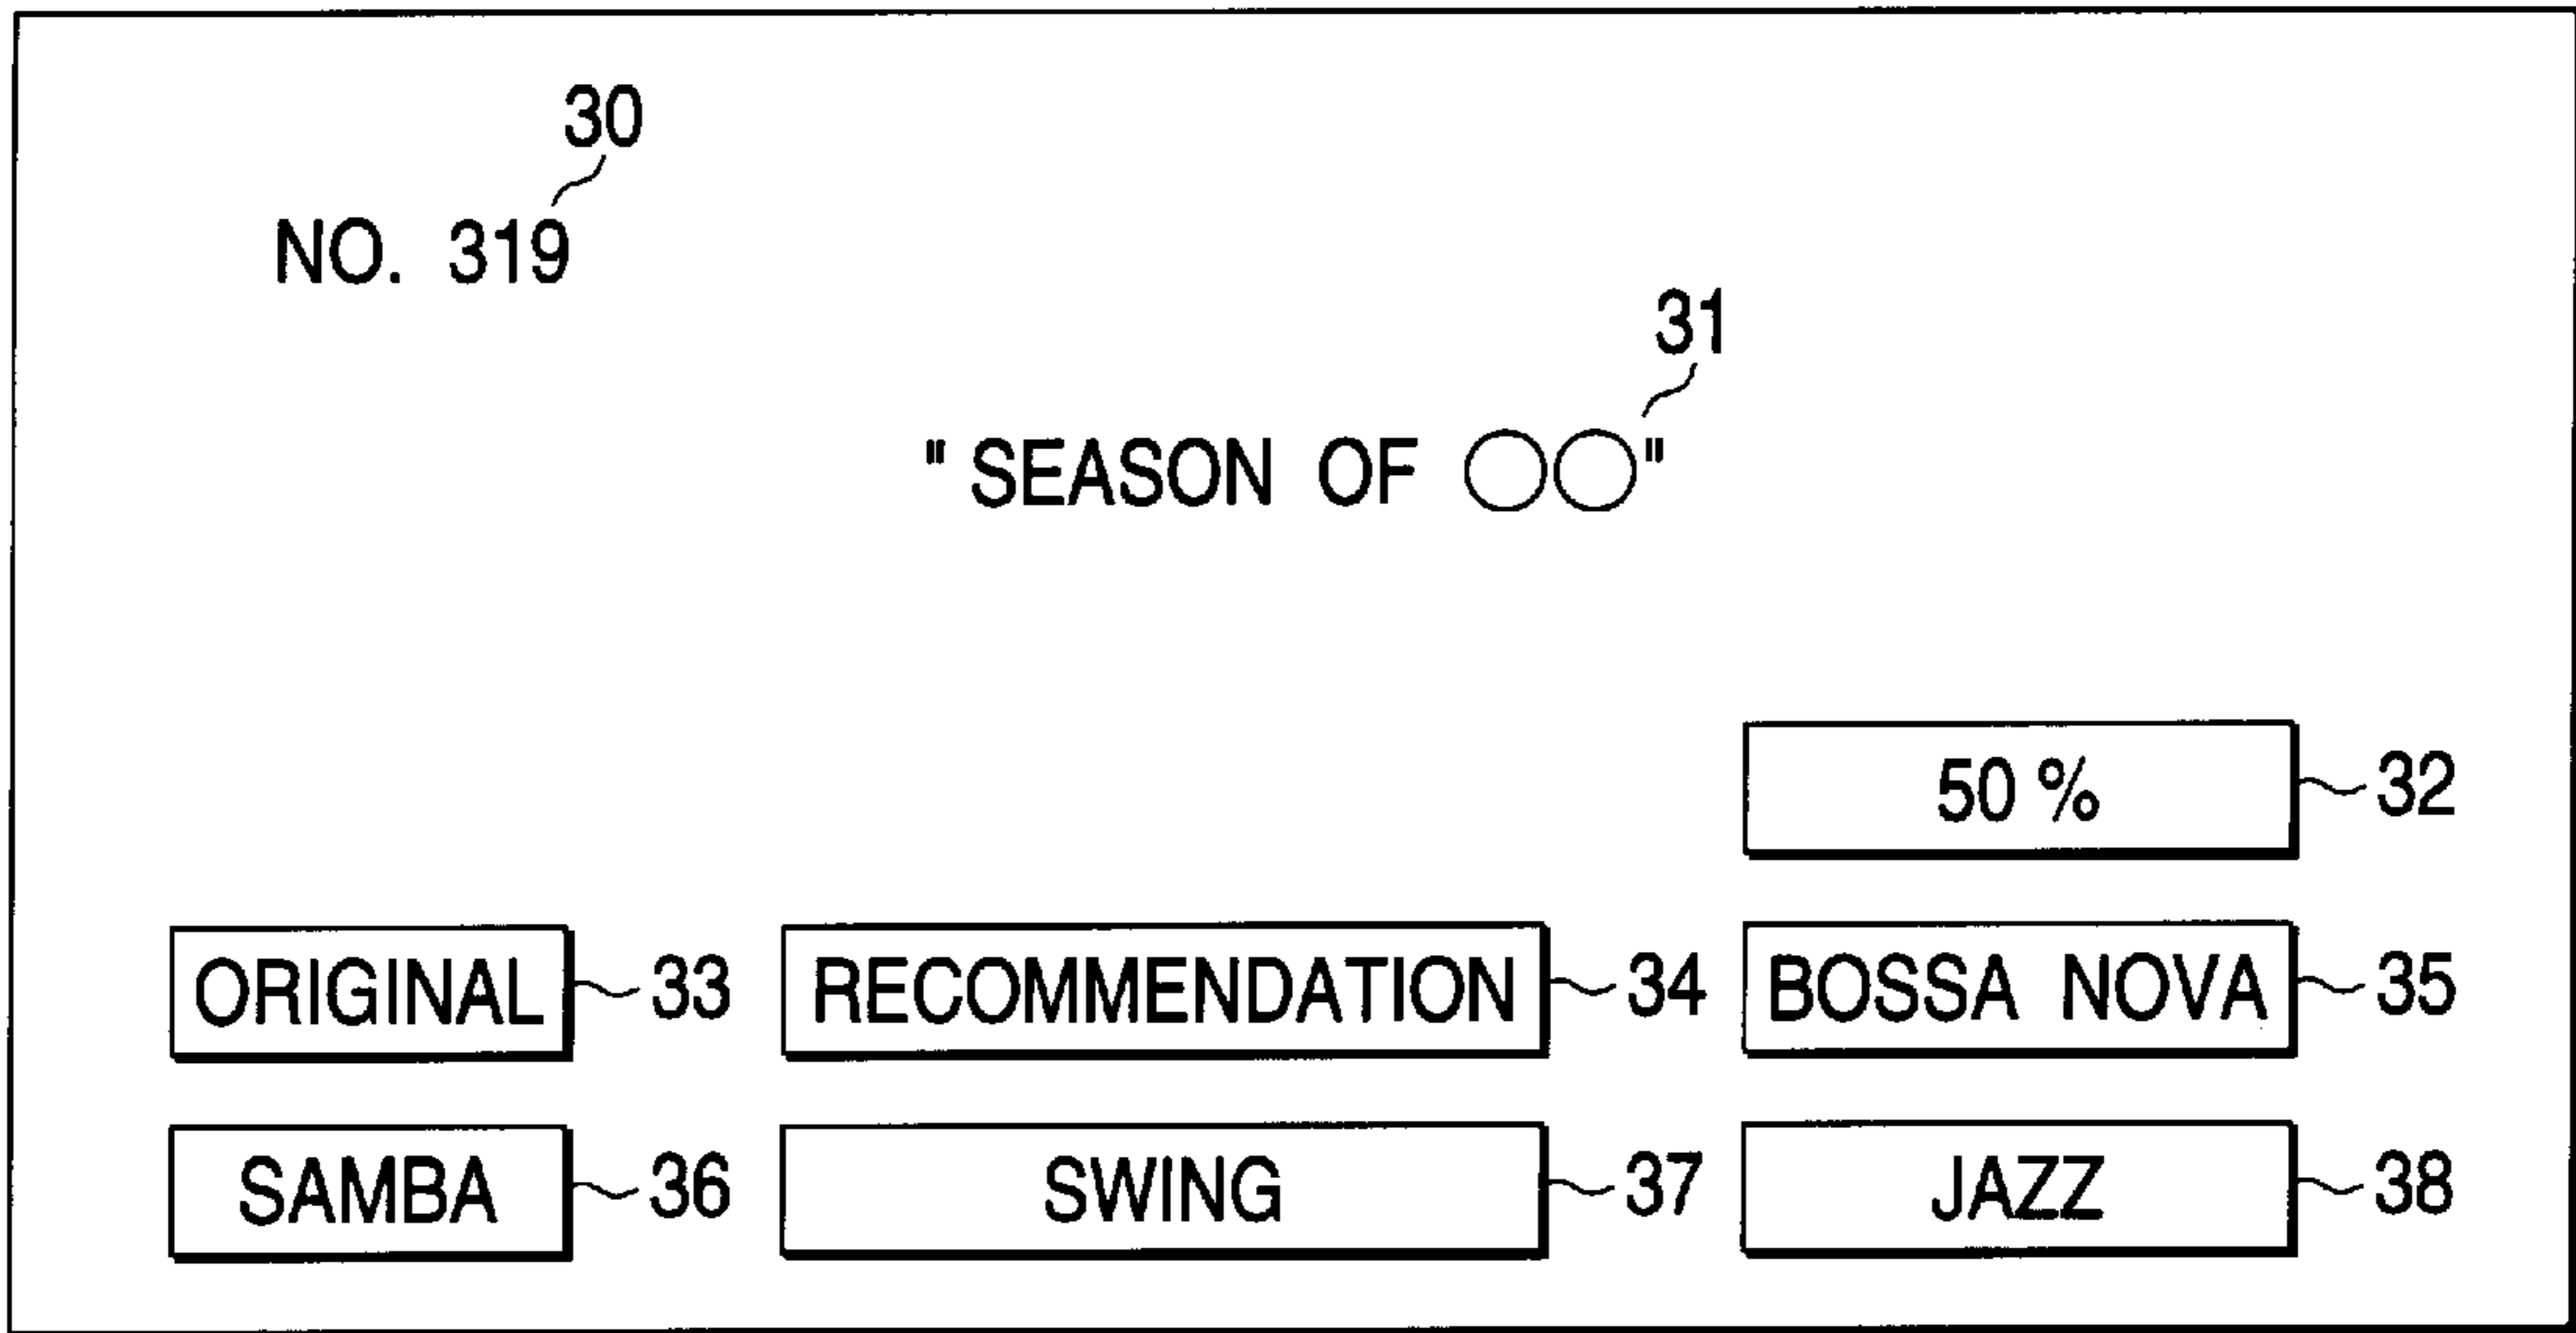 30
NO. 319
31
"SEASON OF ○○"
50 % 32
ORIGINAL 33 RECOMMENDATION 34 BOSSA NOVA 35
SAMBA 36 SWING 37 JAZZ 38